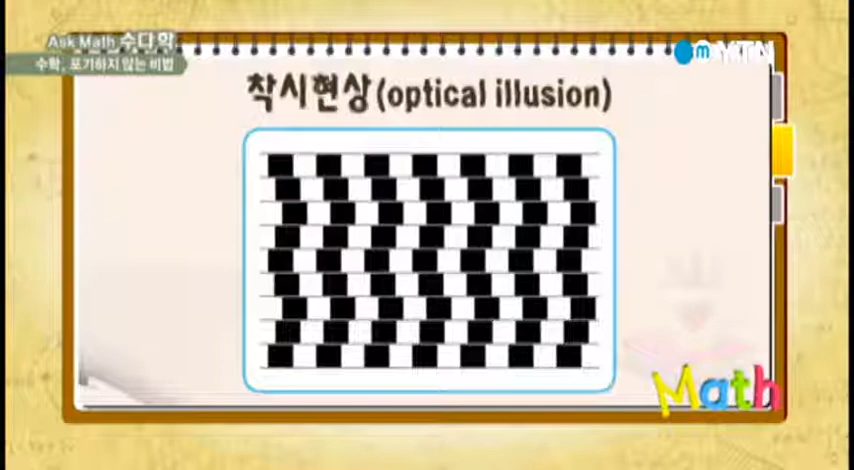 Ask Math 수다학
수학, 포기하지 않는 비법
YTN
착시현상(optical illusion)
Math